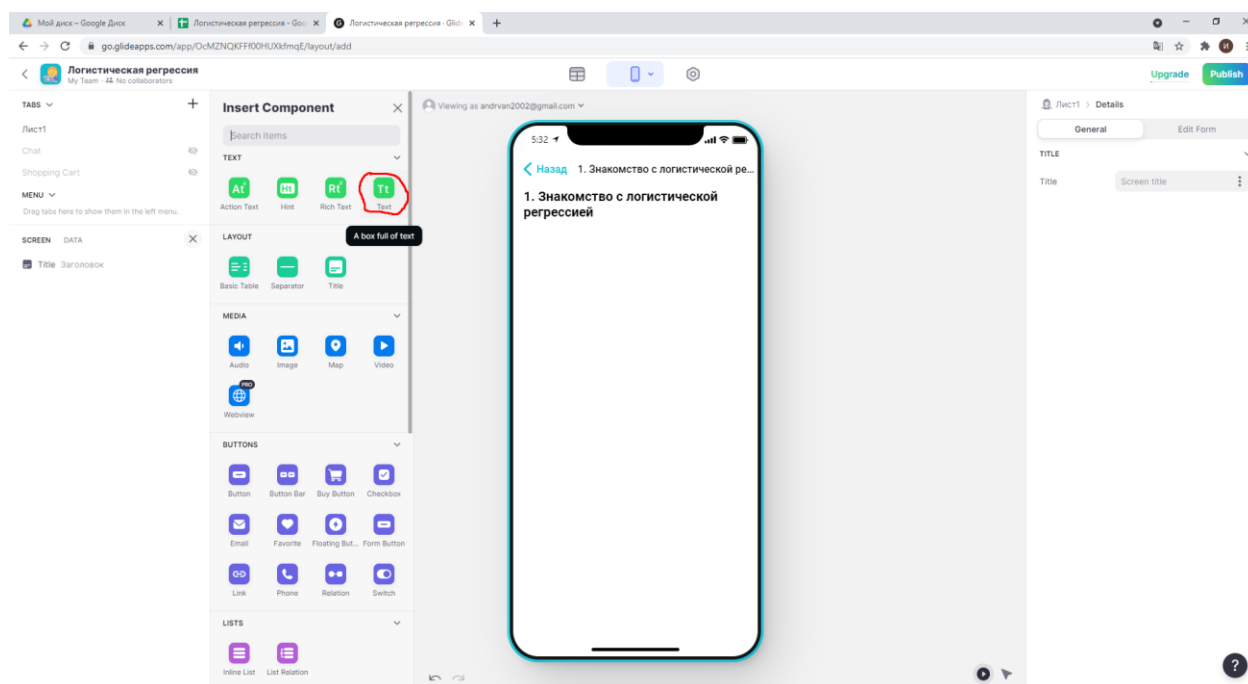 Мой диск – Google Диск
Логистическая регрессия - Goo
Логистическая регрессия - Glide
go.glideapps.com/app/OcMZNQKFFf00HUXkfmqE/layout/add
И
Логистическая регрессия
My Team - No collaborators
Upgrade
Publish
TABS
Лист1
Chat
Shopping Cart
MENU
Drag tabs here to show them in the left menu.
SCREEN DATA
Title Заголовок
Insert Component
Search items
TEXT
At Ht Rt Tt
Action Text Hint Rich Text Text
A box full of text
LAYOUT
Basic Table Separator Title
MEDIA
Audio Image Map Video
PRO
Webview
BUTTONS
Button Button Bar Buy Button Checkbox
Email Favorite Floating But... Form Button
Link Phone Relation Switch
LISTS
Inline List List Relation
Viewing as andrvan2002@gmail.com
5:32
Назад 1. Знакомство с логистической ре...
1. Знакомство с логистической
регрессией
Лист1 > Details
General Edit Form
TITLE
Title Screen title
?